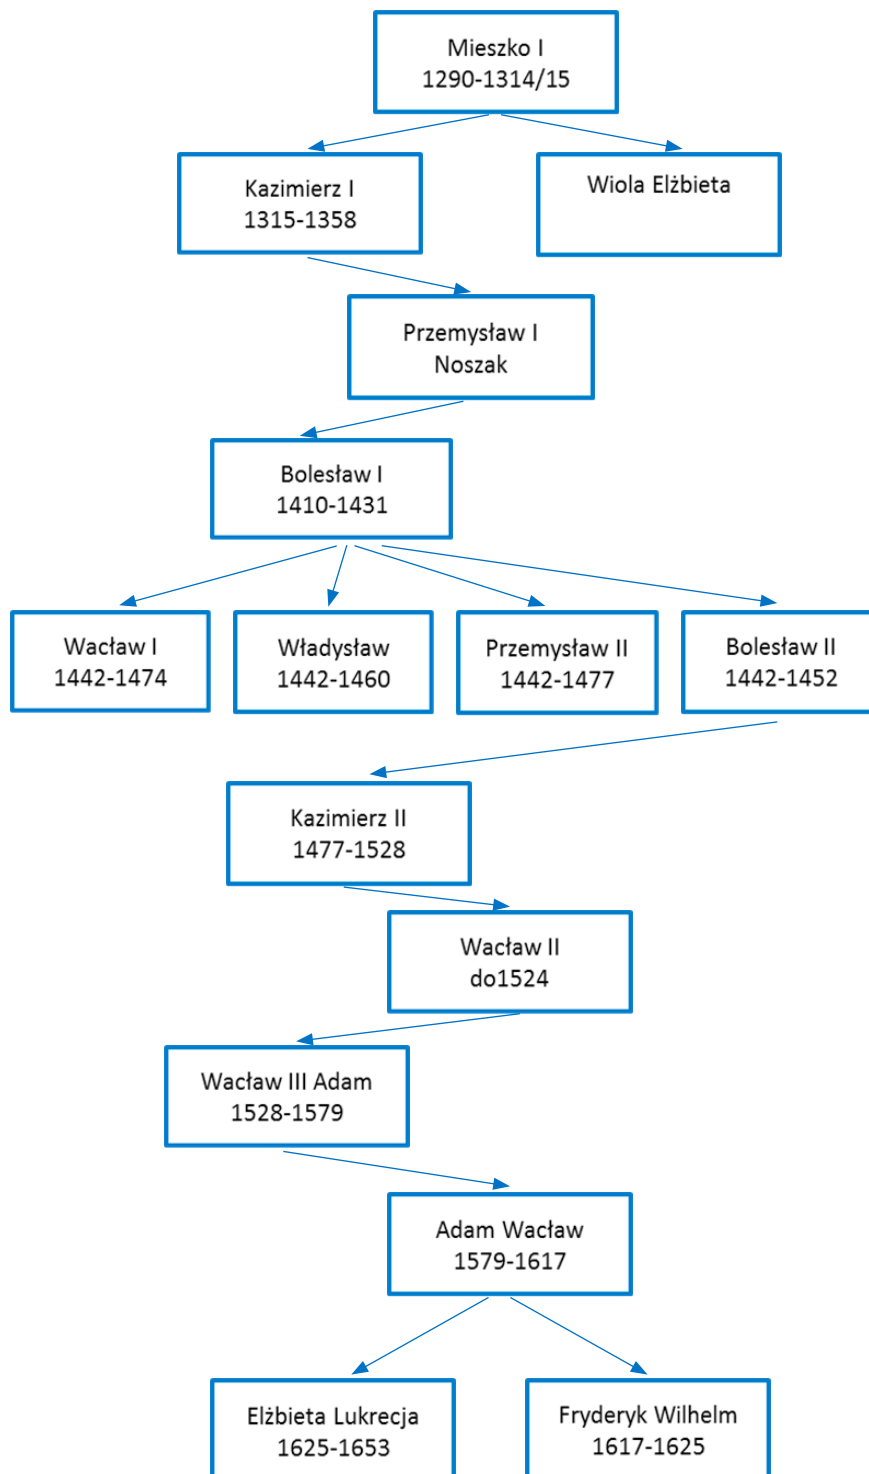 Mieszko I
1290-1314/15
Kazimierz I
1315-1358
Wiola Elżbieta
Przemysław I
Noszak
Bolesław I
1410-1431
Wacław I
1442-1474
Władysław
1442-1460
Przemysław II
1442-1477
Bolesław II
1442-1452
Kazimierz II
1477-1528
Wacław II
do1524
Wacław III Adam
1528-1579
Adam Wacław
1579-1617
Elżbieta Lukrecja
1625-1653
Fryderyk Wilhelm
1617-1625